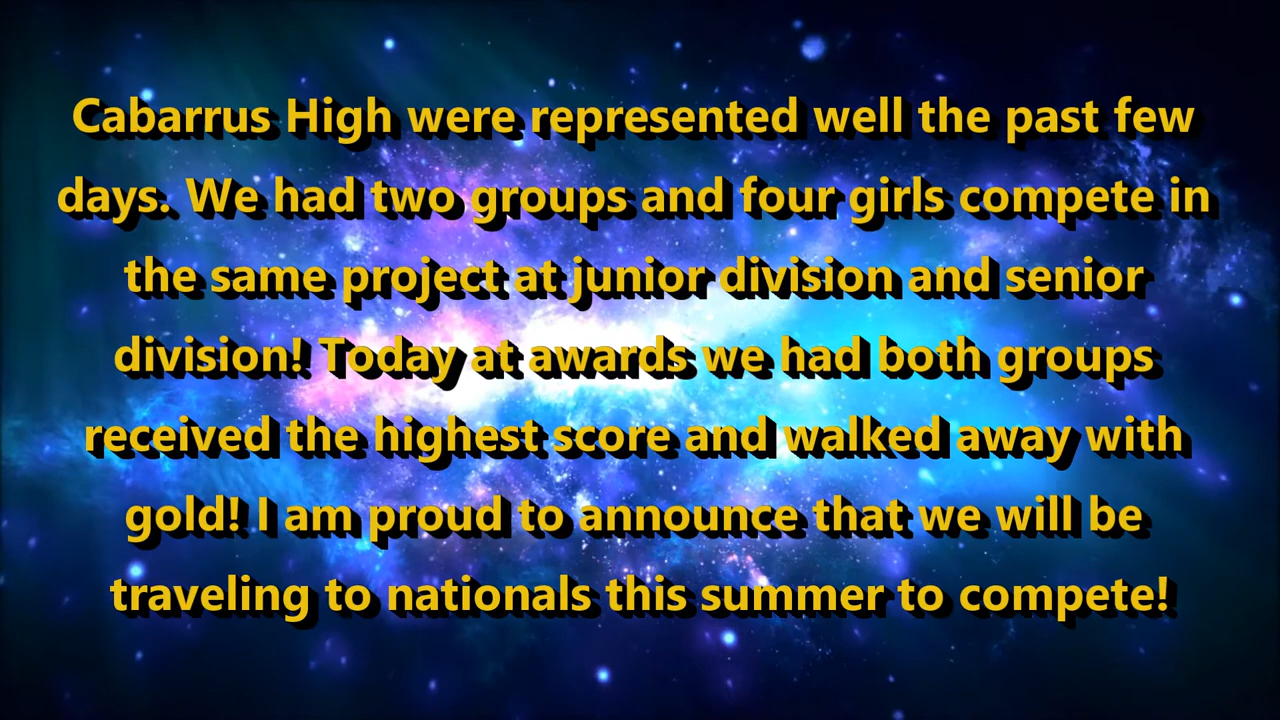 Cabarrus High were represented well the past few
days. We had two groups and four girls compete in
the same project at junior division and senior
division! Today at awards we had both groups
received the highest score and walked away with
gold! I am proud to announce that we will be
traveling to nationals this summer to compete!